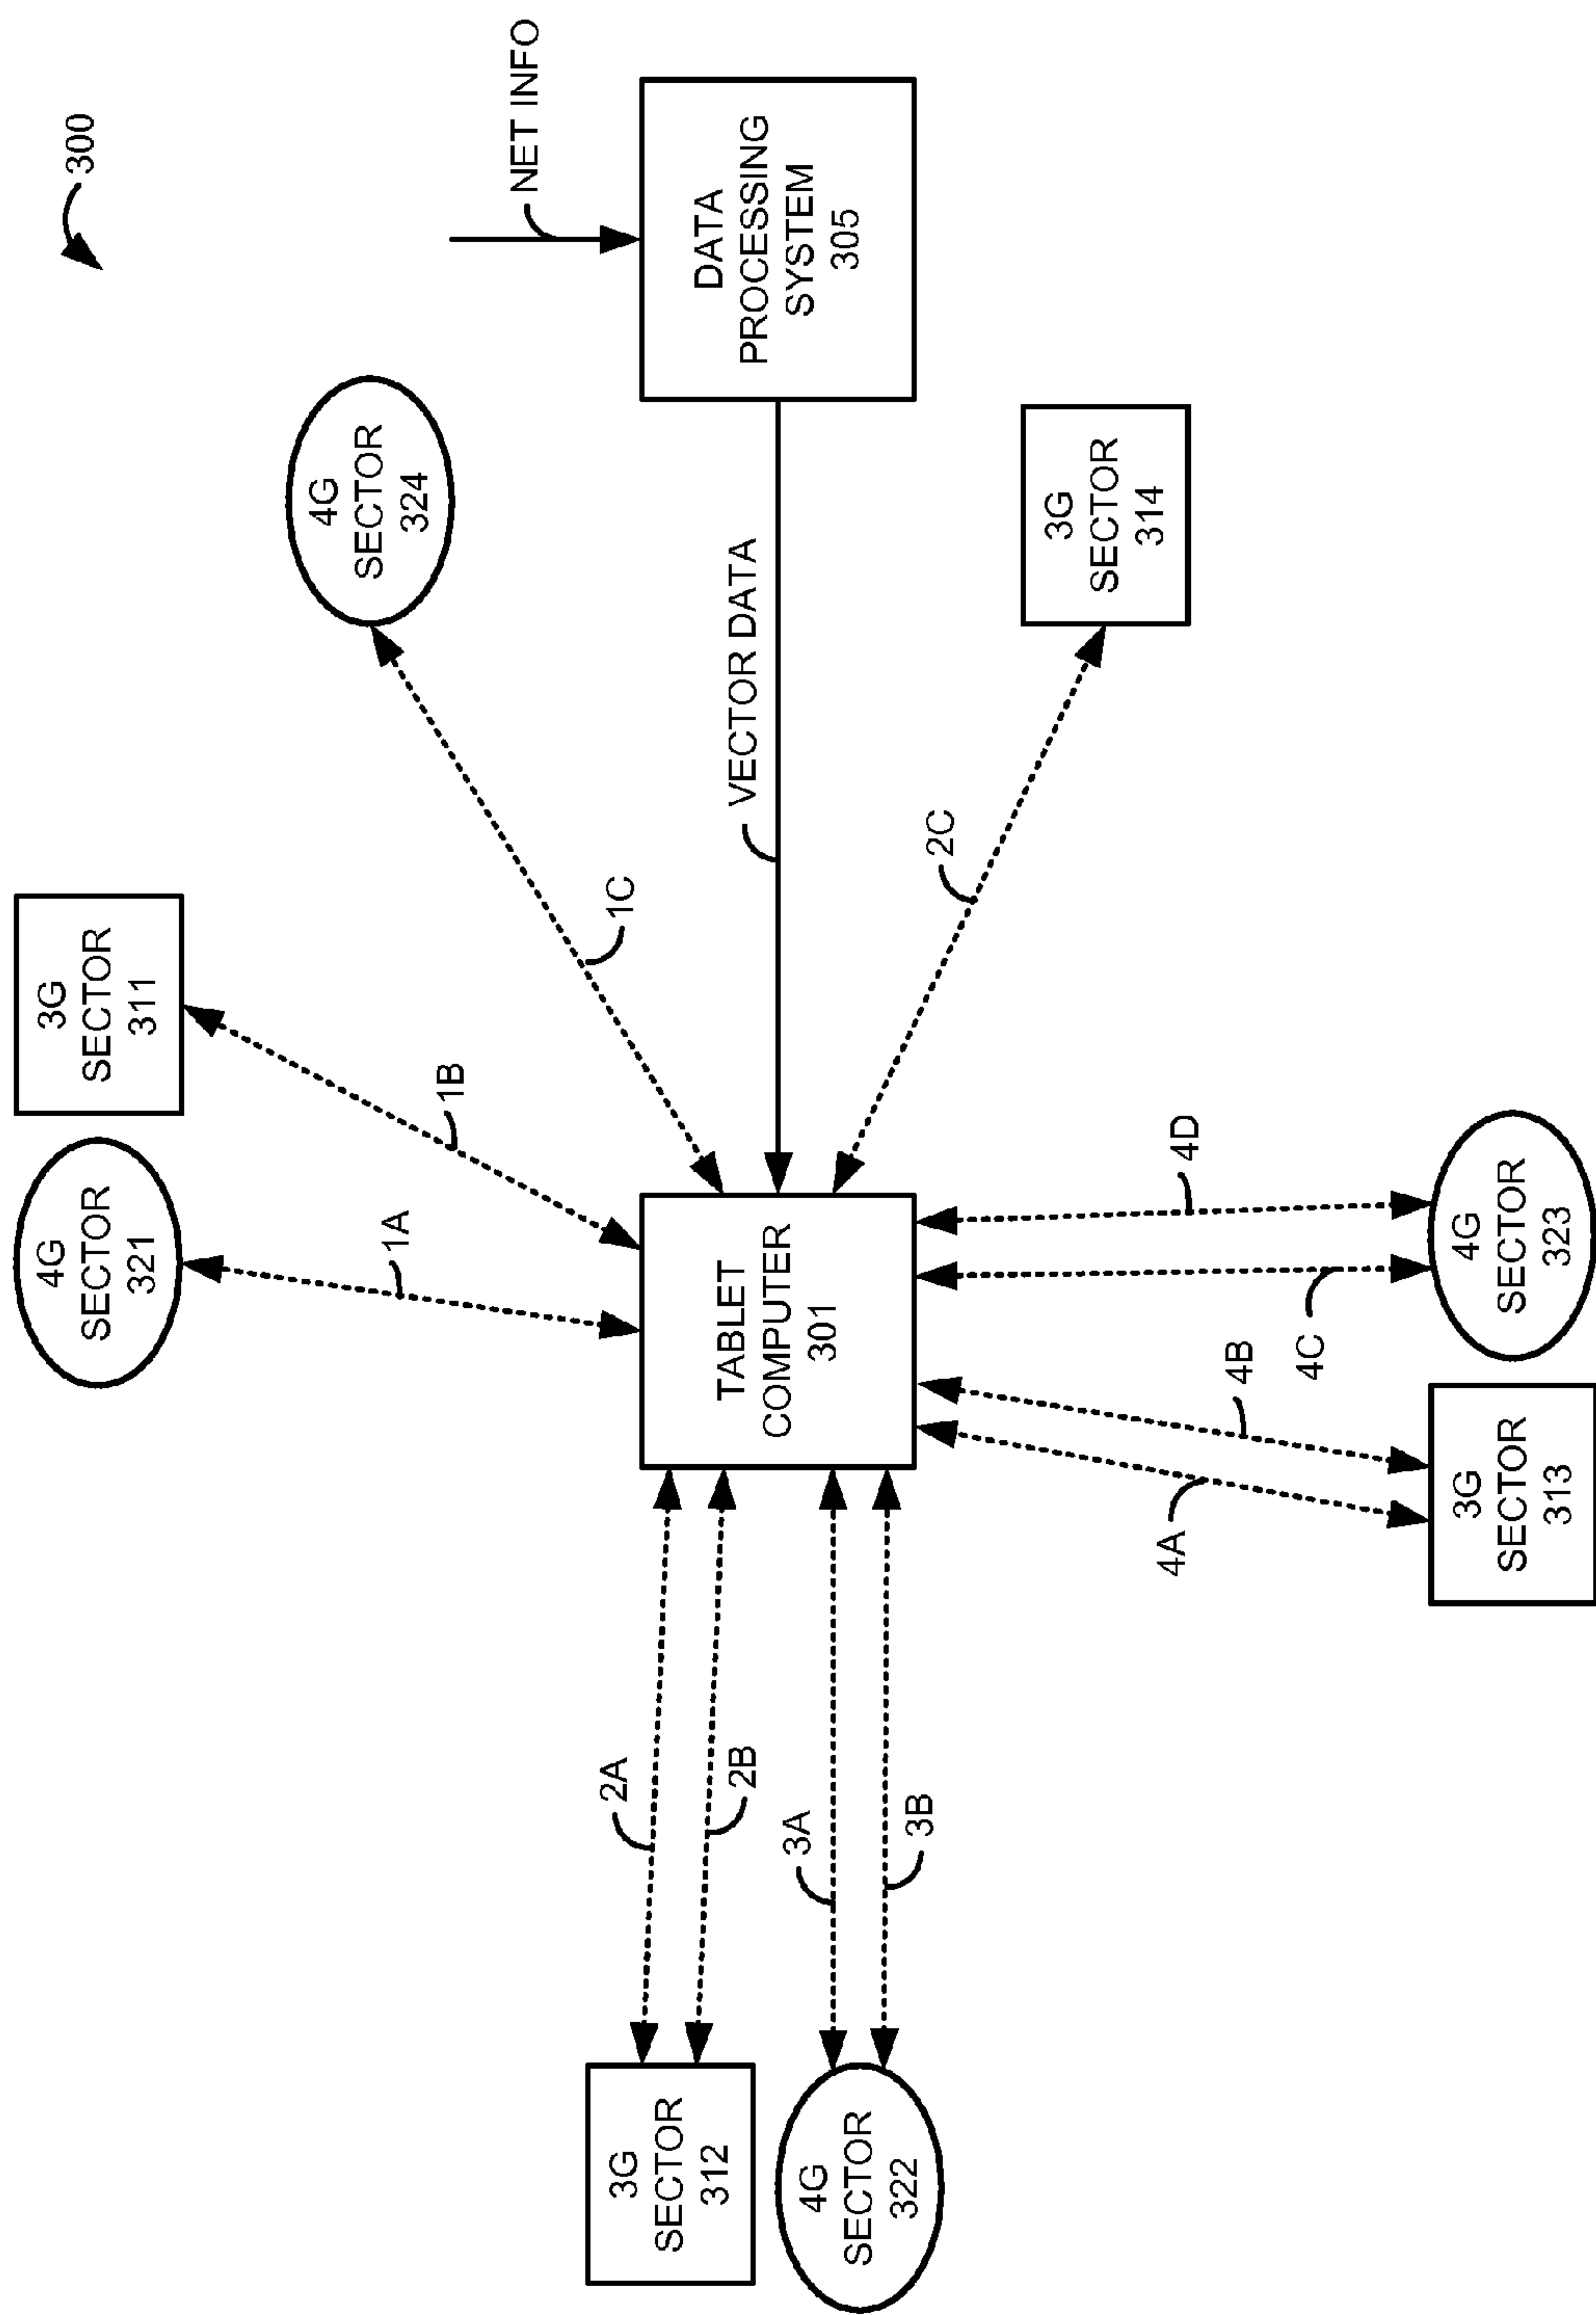 300
NET INFO
DATA
PROCESSING
SYSTEM
305
4G
SECTOR
324
VECTOR DATA
3G
SECTOR
314
3G
SECTOR
311
1C
2C
1B
4G
SECTOR
321
1A
TABLET
COMPUTER
301
4D
4G
SECTOR
323
4C
4B
4A
3G
SECTOR
313
2A
2B
3A
3B
3G
SECTOR
312
4G
SECTOR
322